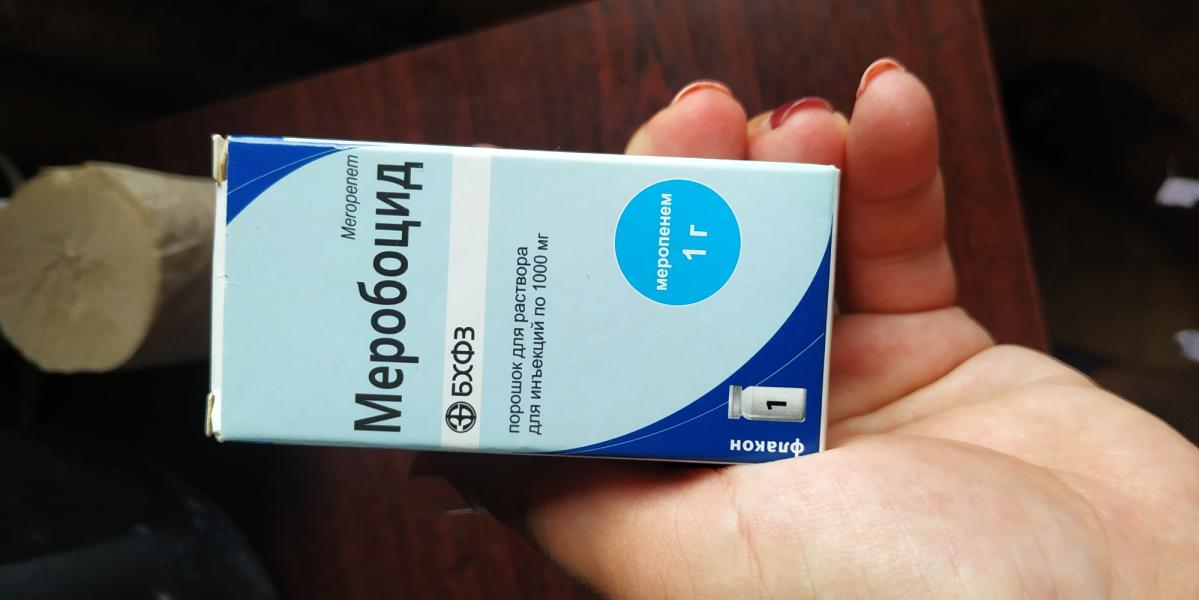 Meropenem
Меробоцид
БХФЗ
порошок для раствора
для инъекций по 1000 мг
меропенем
1 г
1
флакон